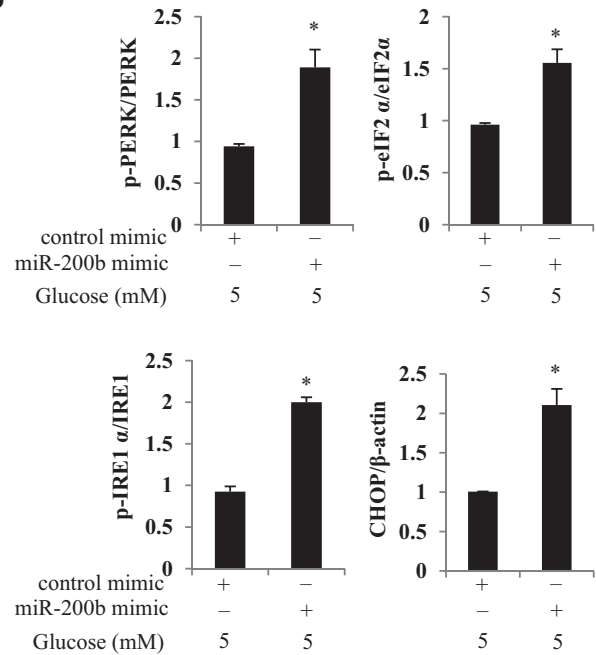 2.5
2
1.5
1
0.5
0
p-PERK/PERK
*
2
1.5
1
0.5
0
p-eIF2 α/eIF2α
*
control mimic + – + –
miR-200b mimic – + – +
Glucose (mM) 5 5 5 5
2.5
2
1.5
1
0.5
0
p-IRE1 α/IRE1
*
2.5
2
1.5
1
0.5
0
CHOP/β-actin
*
control mimic + – + –
miR-200b mimic – + – +
Glucose (mM) 5 5 5 5